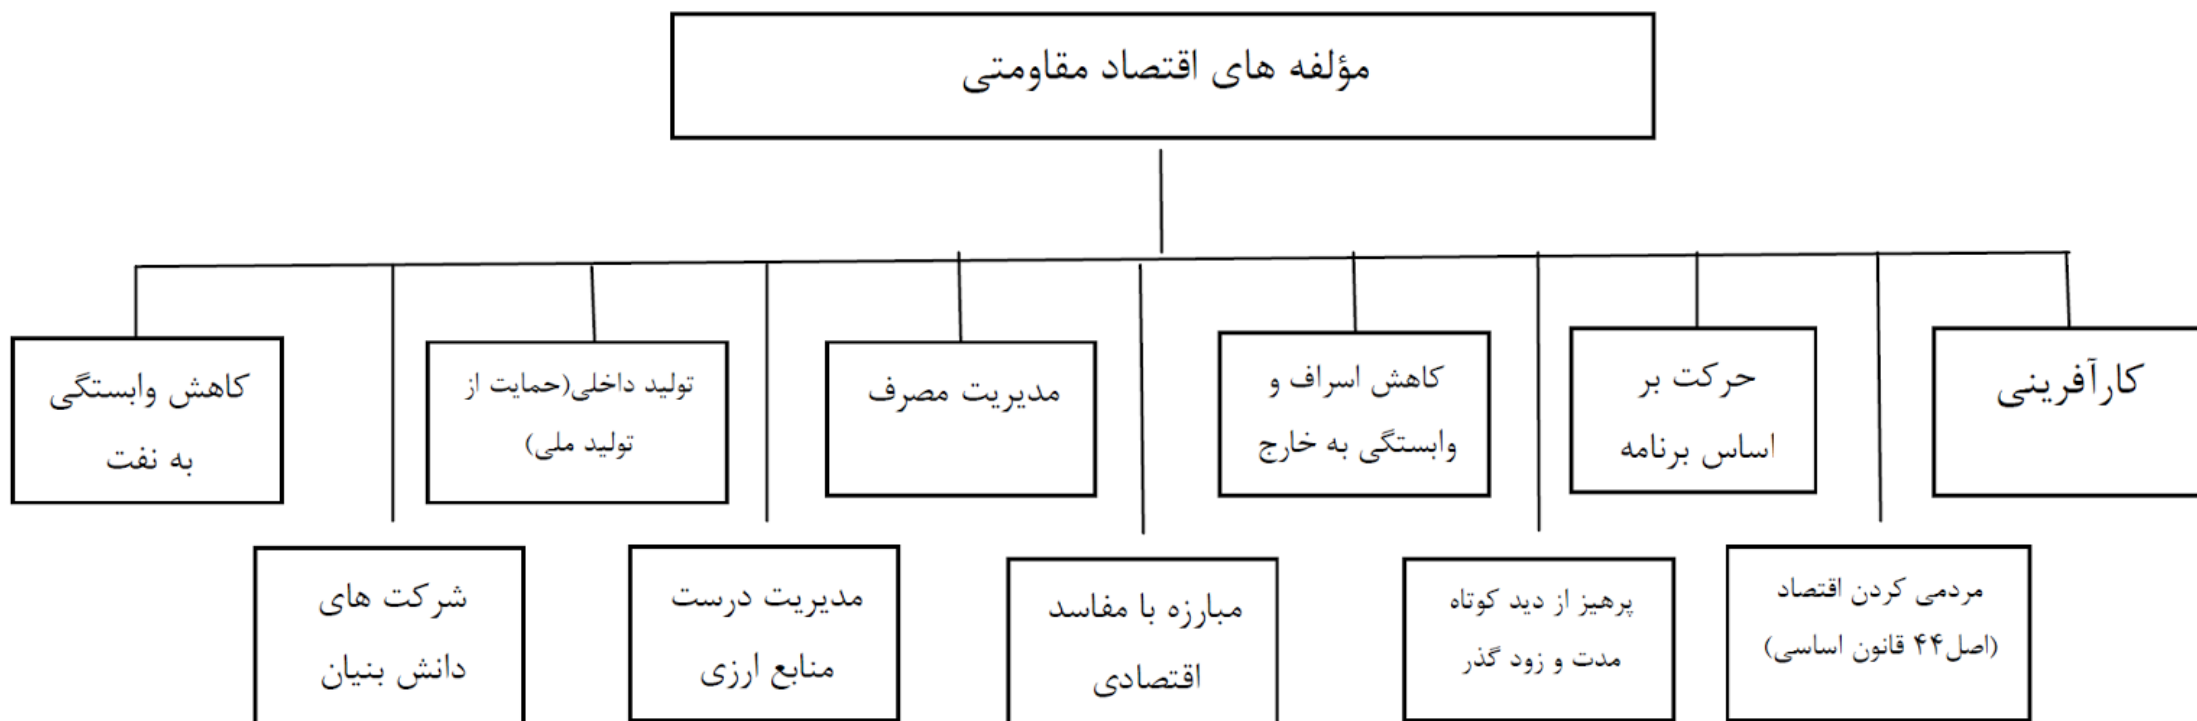 مؤلفه های اقتصاد مقاومتی
کارآفرینی
حرکت بر
اساس برنامه
کاهش اسراف و
وابستگی به خارج
مدیریت مصرف
تولید داخلی(حمایت از
تولید ملی)
کاهش وابستگی
به نفت
مردمی کردن اقتصاد
(اصل۴۴ قانون اساسی)
پرهیز از دید کوتاه
مدت و زود گذر
مبارزه با مفاسد
اقتصادی
مدیریت درست
منابع ارزی
شرکت های
دانش بنیان